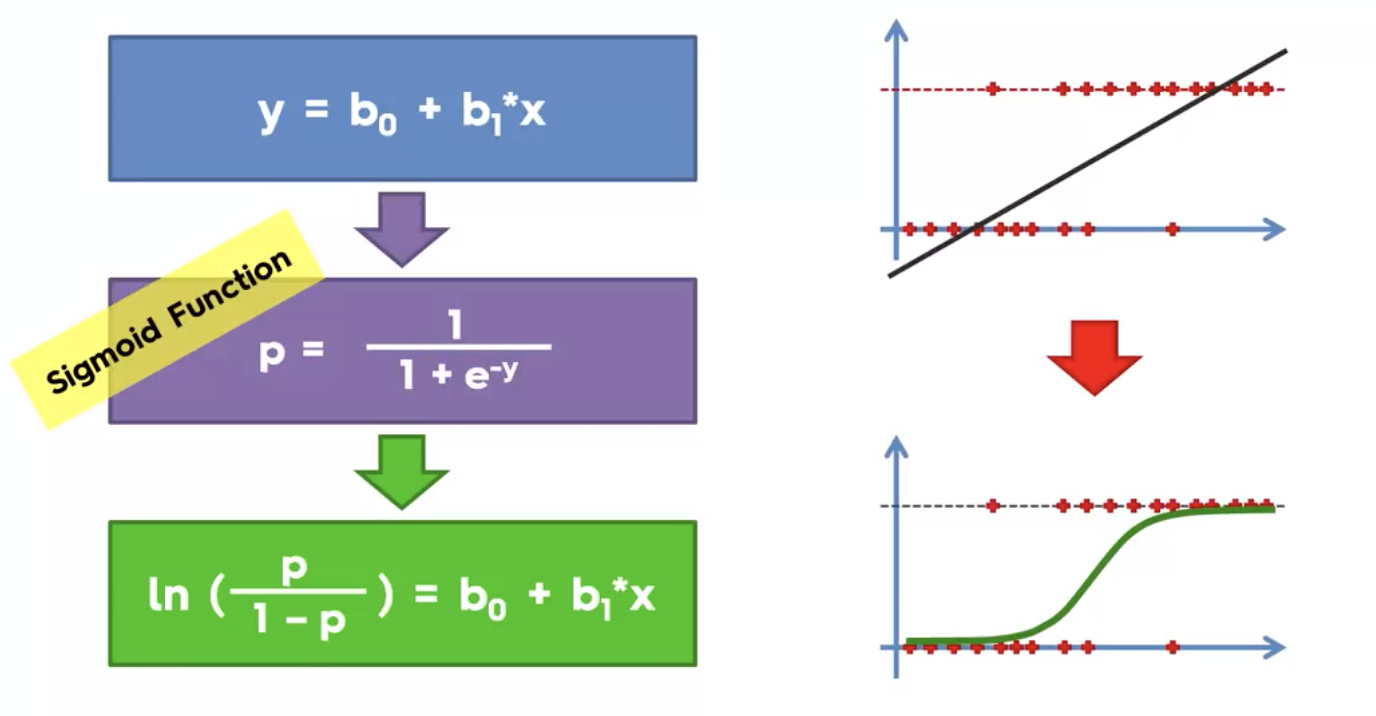 y = b₀ + b₁*x
Sigmoid Function
p = 1 / 1 + e⁻ʸ
ln ( p / 1 - p ) = b₀ + b₁*x